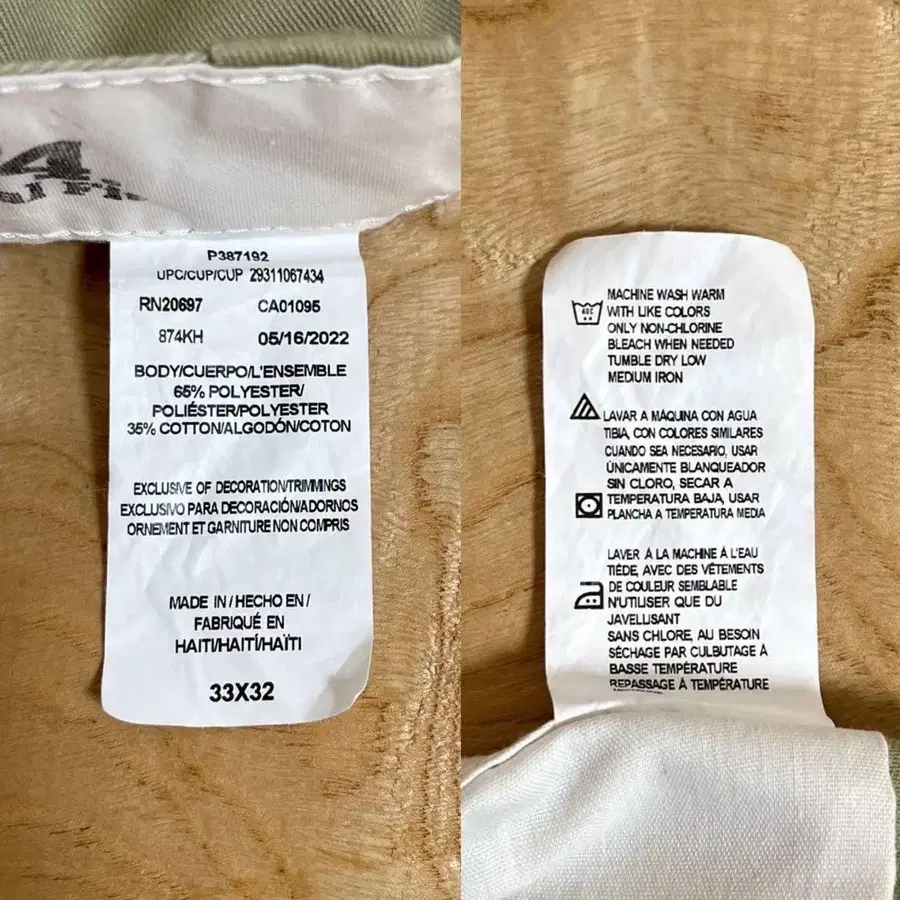 P387192
UPC/CUP/CUP 29311067434
RN20697 CA01095
874KH 05/16/2022
BODY/CUERPO/L'ENSEMBLE
65% POLYESTER/
POLIÉSTER/POLYESTER
35% COTTON/ALGODÓN/COTON
EXCLUSIVE OF DECORATION/TRIMMINGS
EXCLUSIVO PARA DECORACIÓN/ADORNOS
ORNEMENT ET GARNITURE NON COMPRIS
MADE IN / HECHO EN /
FABRIQUÉ EN
HAITI/HAITÍ/HAÏTI
33X32
40C
MACHINE WASH WARM
WITH LIKE COLORS
ONLY NON-CHLORINE
BLEACH WHEN NEEDED
TUMBLE DRY LOW
MEDIUM IRON
LAVAR A MÁQUINA CON AGUA
TIBIA, CON COLORES SIMILARES
CUANDO SEA NECESARIO, USAR
ÚNICAMENTE BLANQUEADOR
SIN CLORO, SECAR A
TEMPERATURA BAJA, USAR
PLANCHA A TEMPERATURA MEDIA
LAVER À LA MACHINE À L'EAU
TIÈDE, AVEC DES VÊTEMENTS
DE COULEUR SEMBLABLE
N'UTILISER QUE DU
JAVELLISANT
SANS CHLORE, AU BESOIN
SÉCHAGE PAR CULBUTAGE À
BASSE TEMPÉRATURE
REPASSAGE À TEMPÉRATURE